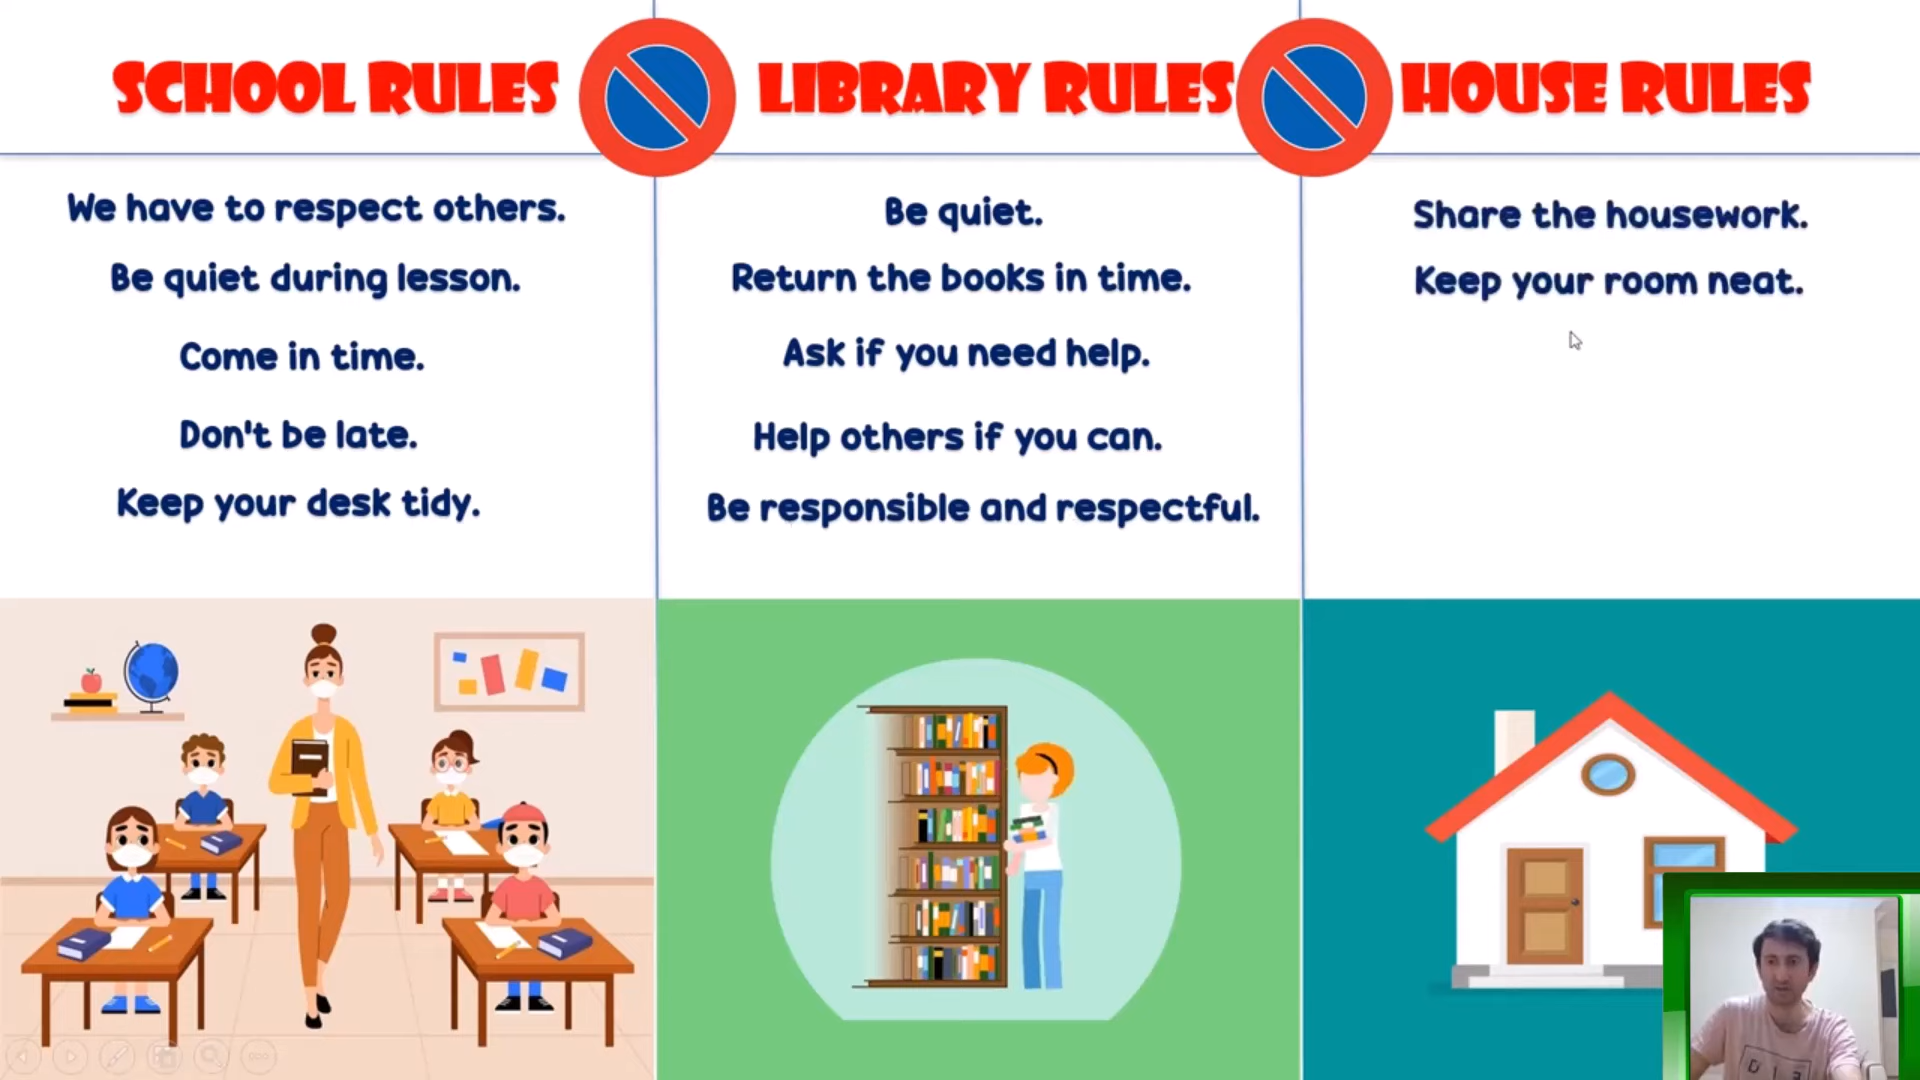 SCHOOL RULES
We have to respect others.
Be quiet during lesson.
Come in time.
Don't be late.
Keep your desk tidy.
LIBRARY RULES
Be quiet.
Return the books in time.
Ask if you need help.
Help others if you can.
Be responsible and respectful.
HOUSE RULES
Share the housework.
Keep your room neat.